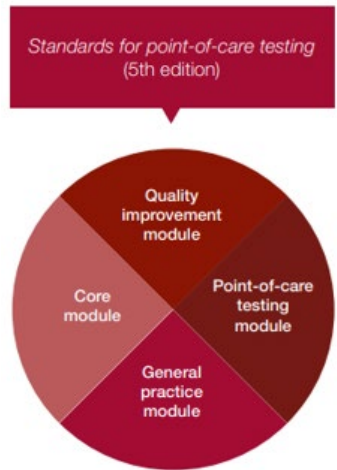 Standards for point-of-care testing
(5th edition)
Quality
improvement
module
Core
module
Point-of-care
testing
module
General
practice
module